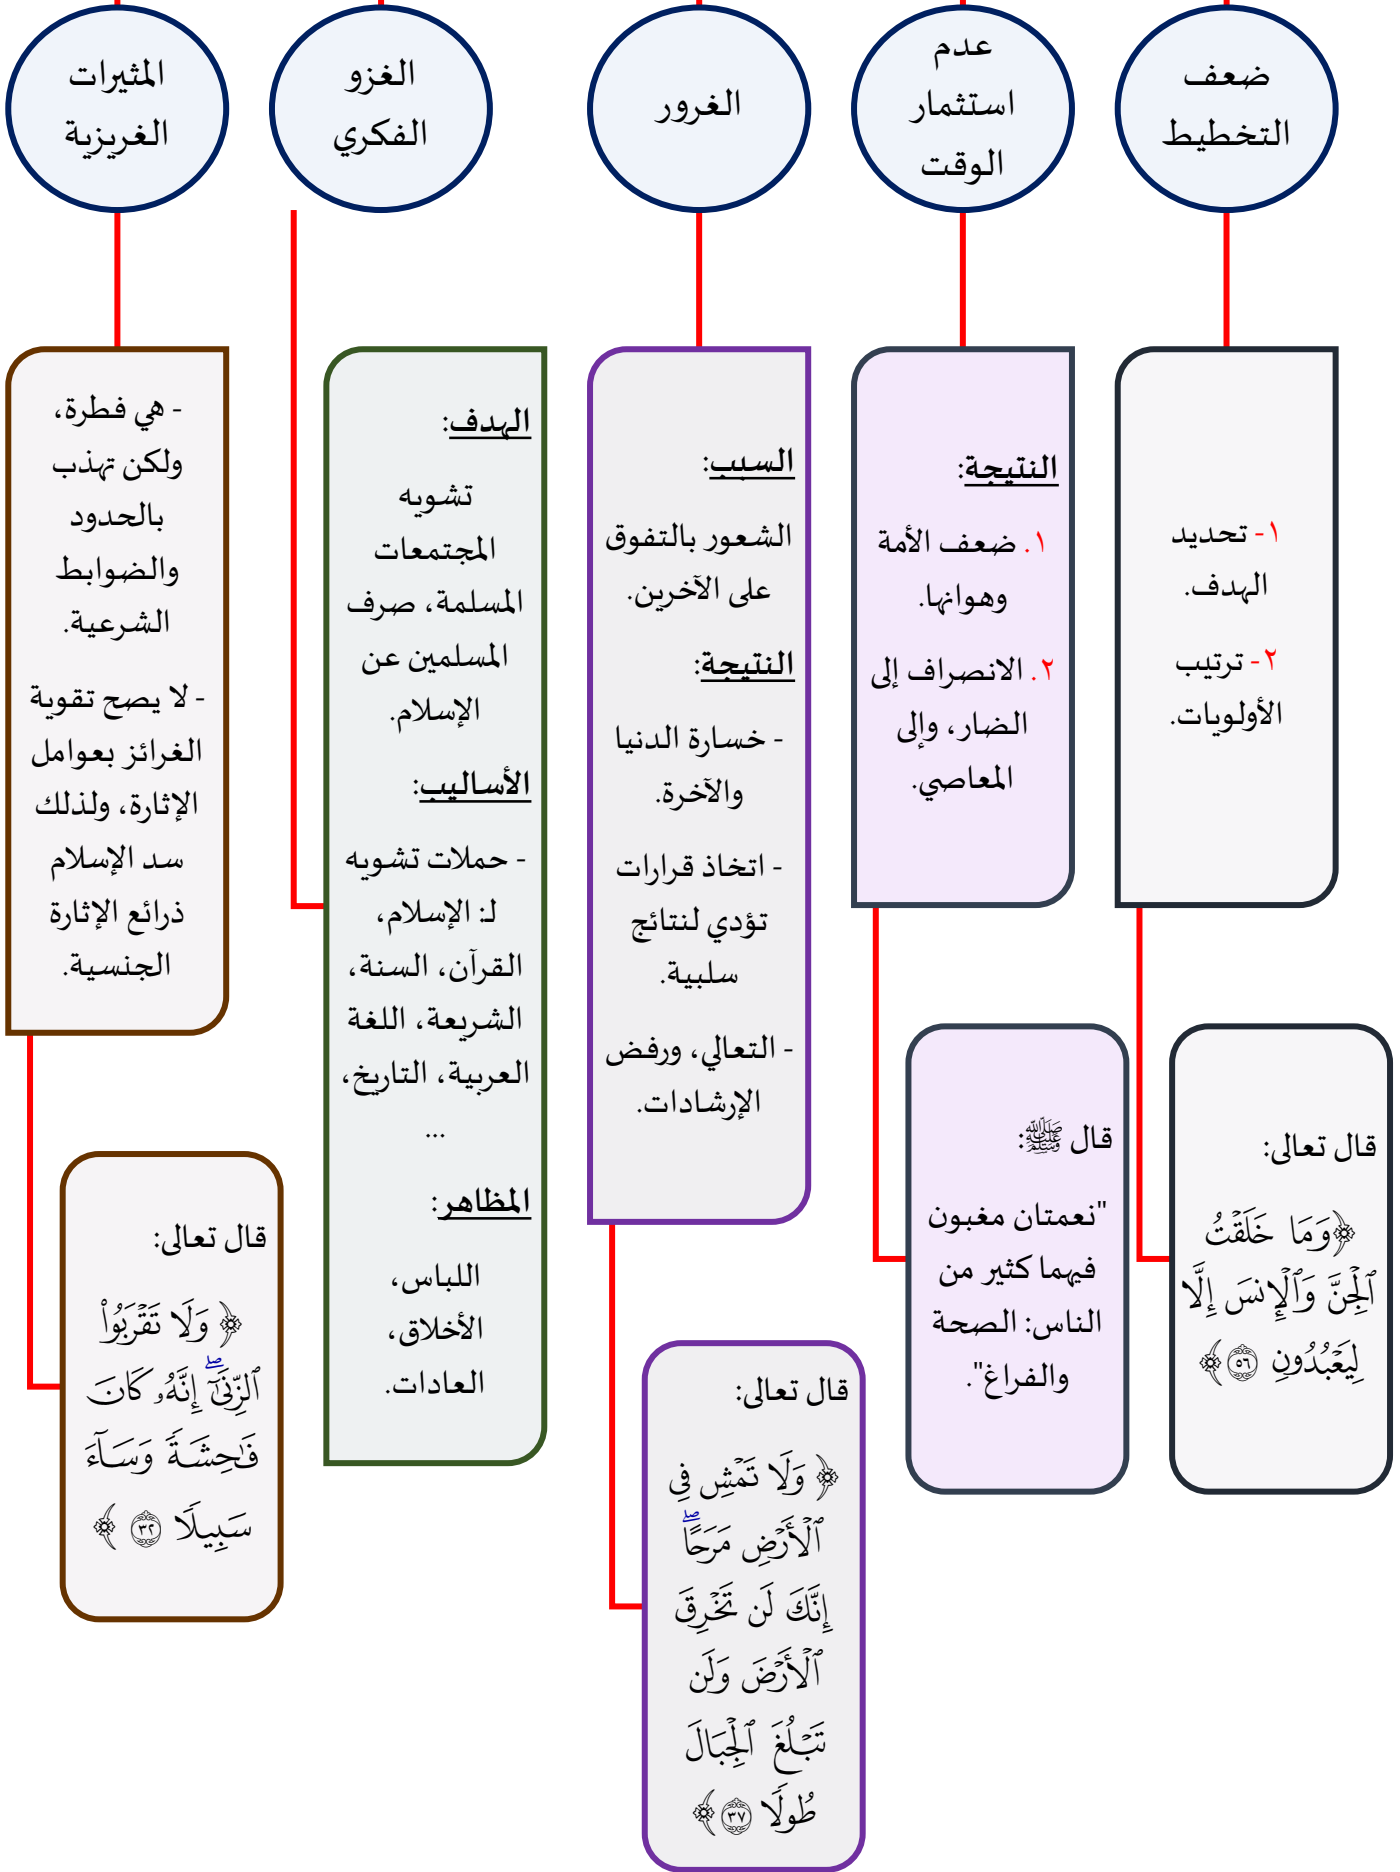 ضعف
التخطيط
عدم
استثمار
الوقت
الغرور
الغزو
الفكري
المثيرات
الغريزية
١- تحديد
الهدف.
٢- ترتيب
الأولويات.
قال تعالى:
﴿وَمَا خَلَقۡتُ
ٱلۡجِنَّ وَٱلۡإِنسَ إِلَّا
لِيَعۡبُدُونِ ٥٦﴾
النتيجة:
١. ضعف الأمة
وهوانها.
٢. الانصراف إلى
الضار، وإلى
المعاصي.
قال ﷺ:
"نعمتان مغبون
فيهما كثير من
الناس: الصحة
والفراغ".
السبب:
الشعور بالتفوق
على الآخرين.
النتيجة:
- خسارة الدنيا
والآخرة.
- اتخاذ قرارات
تؤدي لنتائج
سلبية.
- التعالي، ورفض
الإرشادات.
قال تعالى:
﴿ وَلَا تَمۡشِ فِي
ٱلۡأَرۡضِ مَرَحًاۖ
إِنَّكَ لَن تَخۡرِقَ
ٱلۡأَرۡضَ وَلَن
تَبۡلُغَ ٱلۡجِبَالَ
طُولٗا ٣٧﴾
الهدف:
تشويه
المجتمعات
المسلمة، صرف
المسلمين عن
الإسلام.
الأساليب:
- حملات تشويه
لـ: الإسلام،
القرآن، السنة،
الشريعة، اللغة
العربية، التاريخ،
...
المظاهر:
اللباس،
الأخلاق،
العادات.
- هي فطرة،
ولكن تهذب
بالحدود
والضوابط
الشرعية.
- لا يصح تقوية
الغرائز بعوامل
الإثارة، ولذلك
سد الإسلام
ذرائع الإثارة
الجنسية.
قال تعالى:
﴿ وَلَا تَقۡرَبُواْ
ٱلزِّنَىٰٓۖ إِنَّهُۥ كَانَ
فَٰحِشَةٗ وَسَآءَ
سَبِيلٗا ٣٢ ﴾